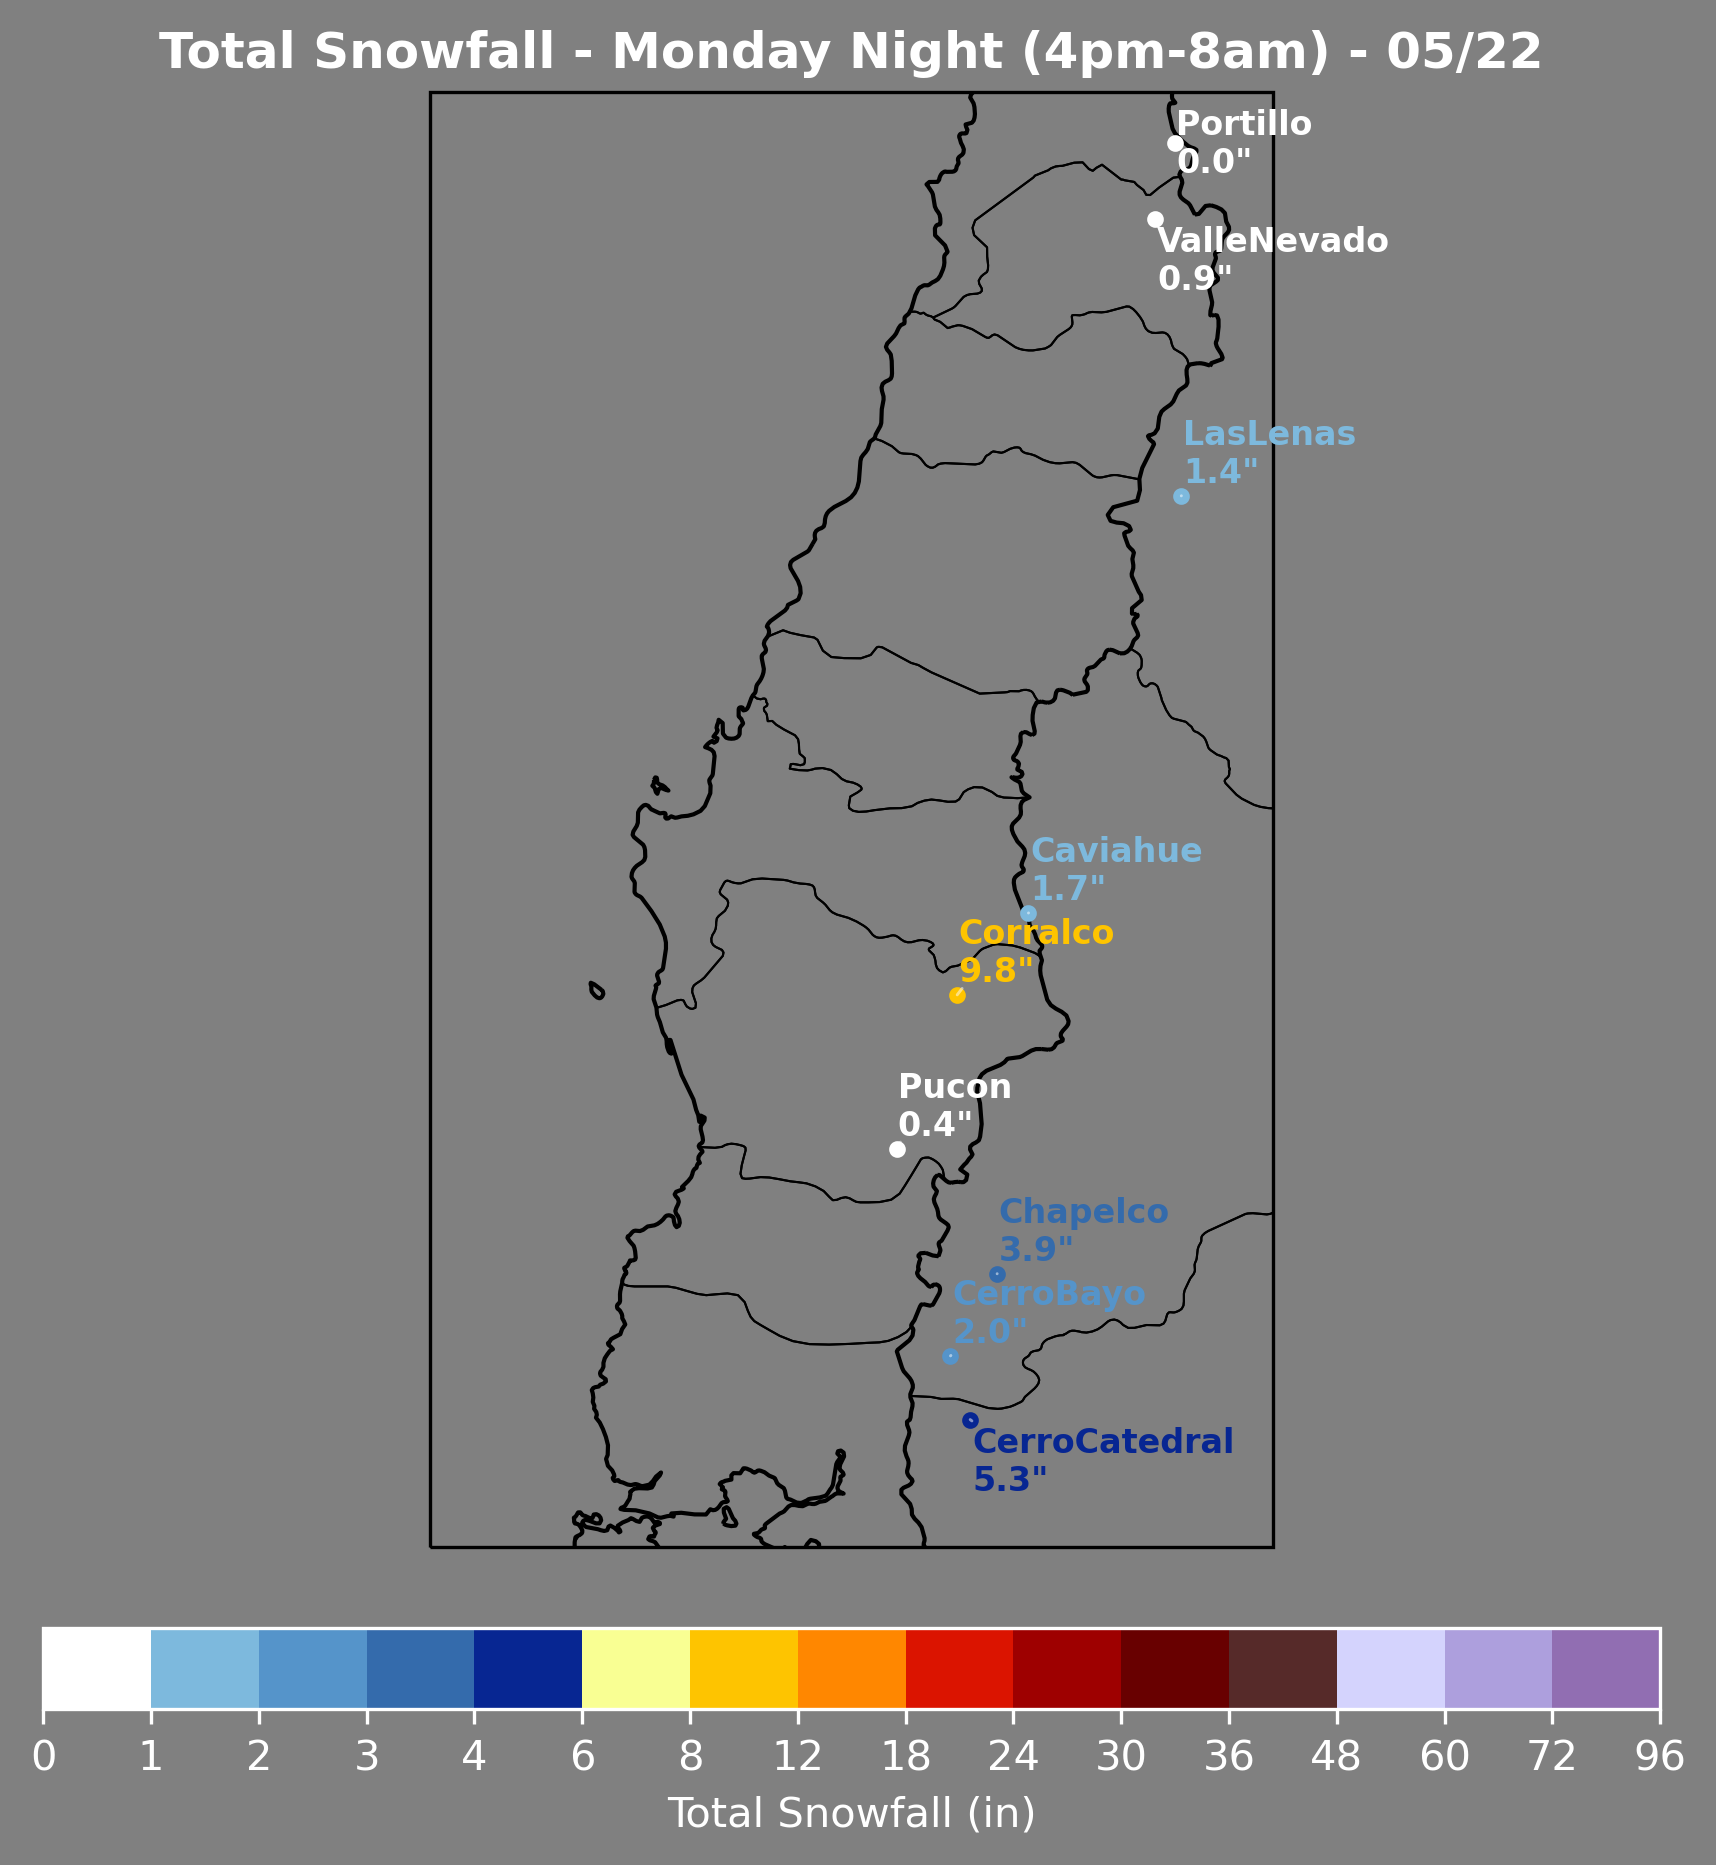 Total Snowfall - Monday Night (4pm-8am) - 05/22
Portillo
0.0"
ValleNevado
0.9"
LasLenas
1.4"
Caviahue
1.7"
Corralco
9.8"
Pucon
0.4"
Chapelco
3.9"
CerroBayo
2.0"
CerroCatedral
5.3"
0 1 2 3 4 6 8 12 18 24 30 36 48 60 72 96
Total Snowfall (in)